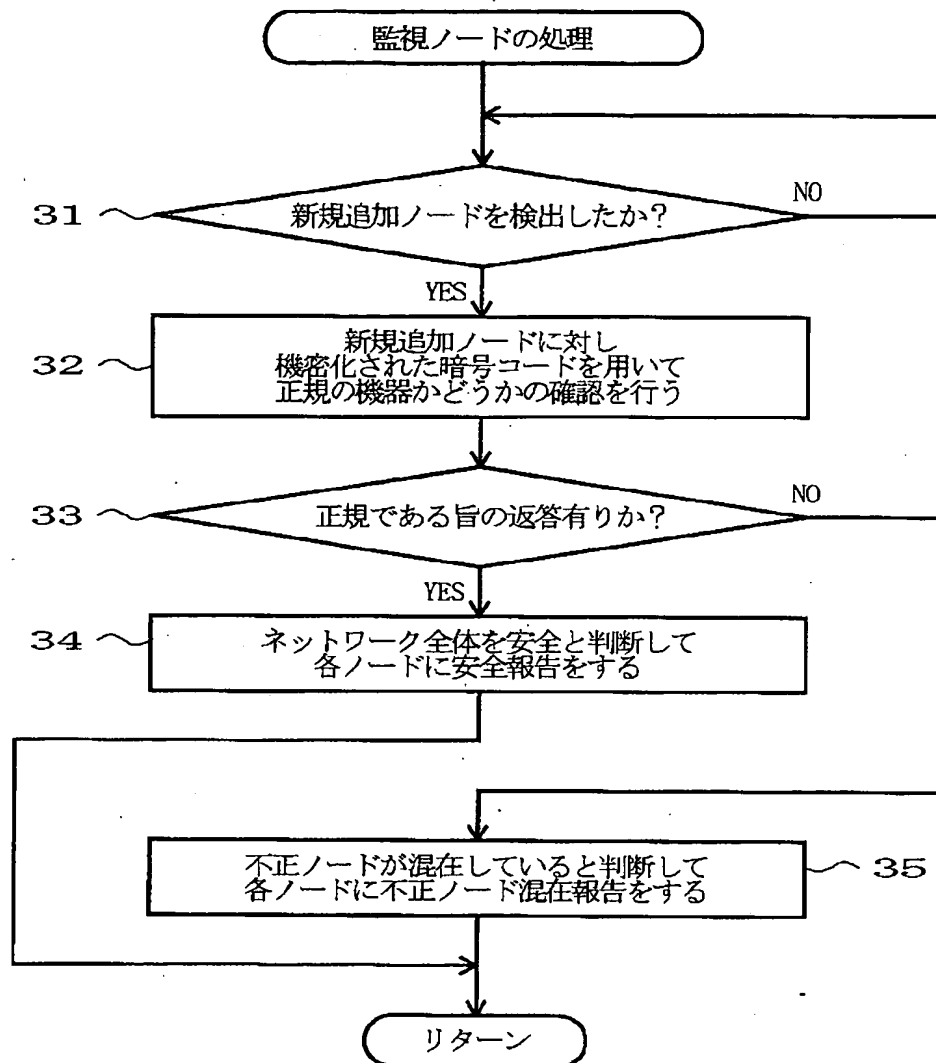 監視ノードの処理
31
新規追加ノードを検出したか?
NO
YES
32
新規追加ノードに対し
機密化された暗号コードを用いて
正規の機器かどうかの確認を行う
33
正規である旨の返答有りか?
NO
YES
34
ネットワーク全体を安全と判断して
各ノードに安全報告をする
不正ノードが混在していると判断して
各ノードに不正ノード混在報告をする
35
リターン